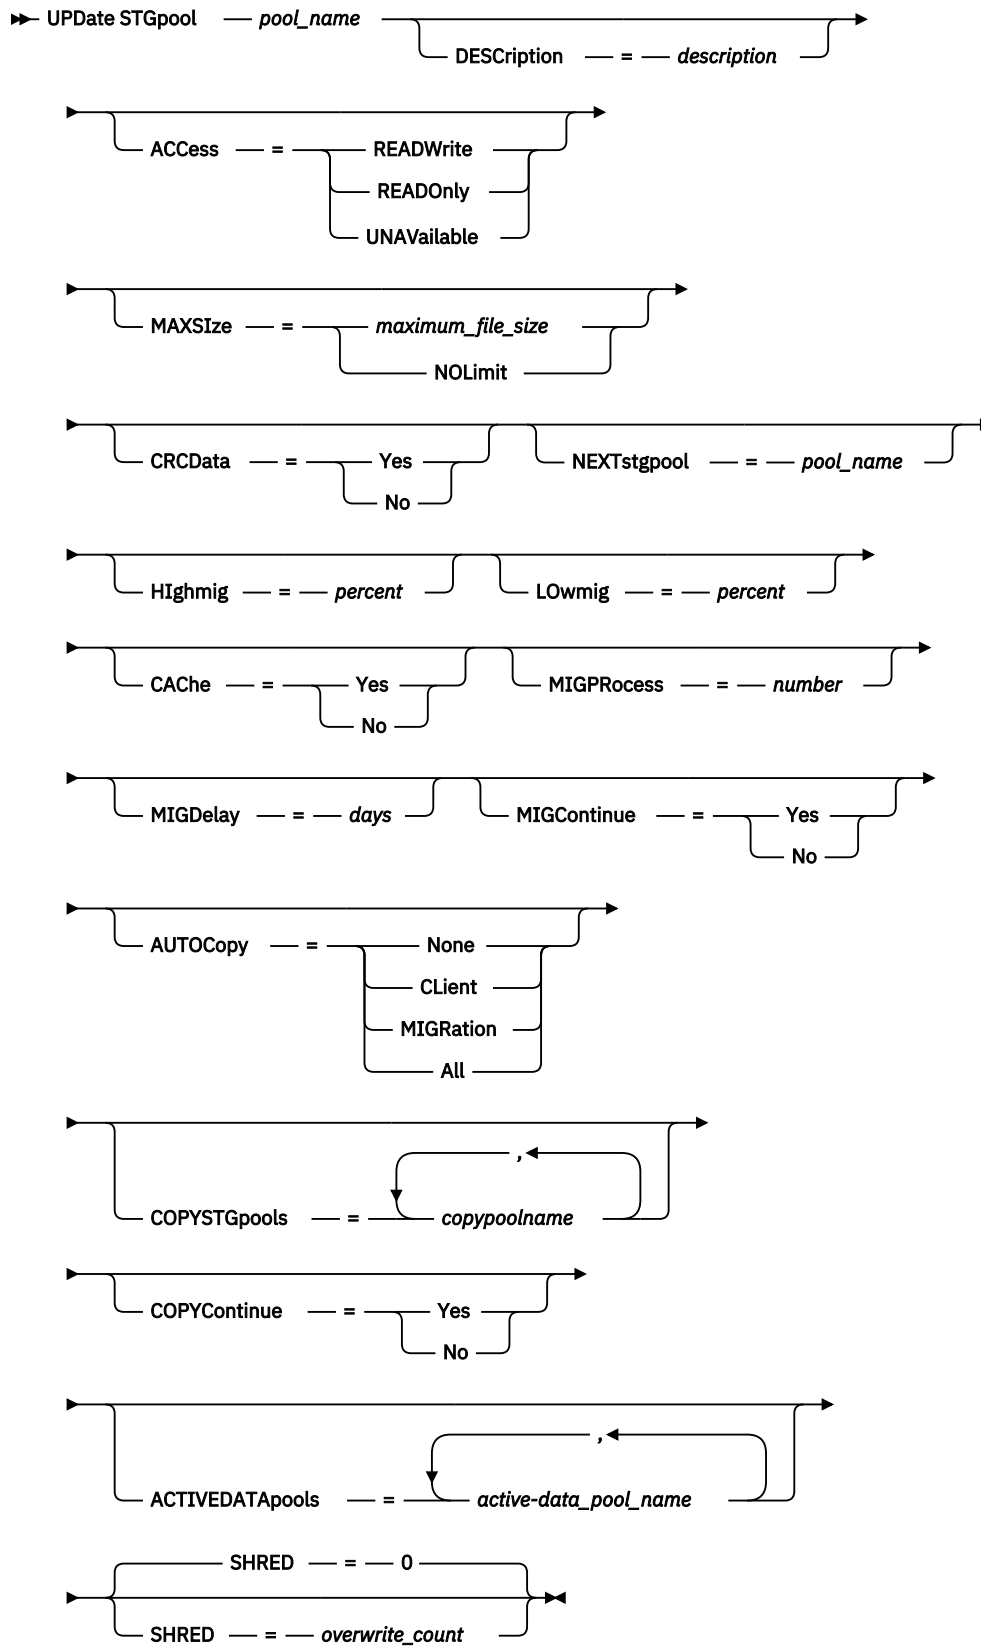 UPDate STGpool pool_name
DESCription = description
ACCess = READWrite
READOnly
UNAVailable
MAXSIze = maximum_file_size
NOLimit
CRCData = Yes NEXTstgpool = pool_name
No
HIghmig = percent LOwmig = percent
CAChe = Yes MIGPRocess = number
No
MIGDelay = days MIGContinue = Yes
No
AUTOCopy = None
CLient
MIGRation
All
,
COPYSTGpools = copypoolname
COPYContinue = Yes
No
,
ACTIVEDATApools = active-data_pool_name
SHRED = 0
SHRED = overwrite_count